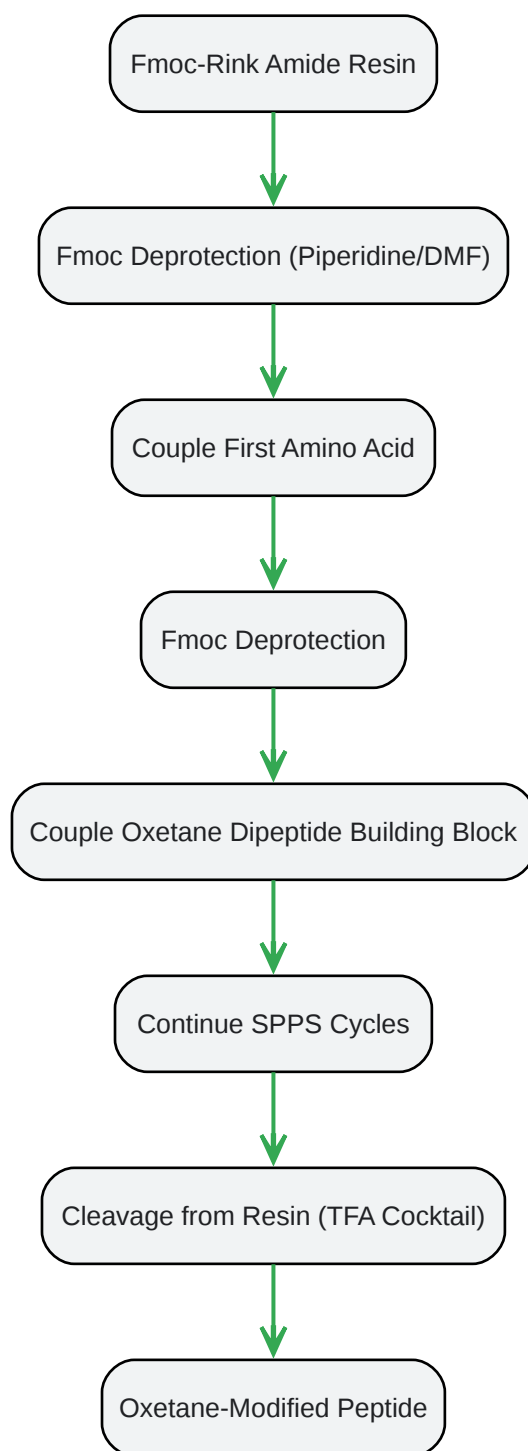 Fmoc-Rink Amide Resin
Fmoc Deprotection (Piperidine/DMF)
Couple First Amino Acid
Fmoc Deprotection
Couple Oxetane Dipeptide Building Block
Continue SPPS Cycles
Cleavage from Resin (TFA Cocktail)
Oxetane-Modified Peptide